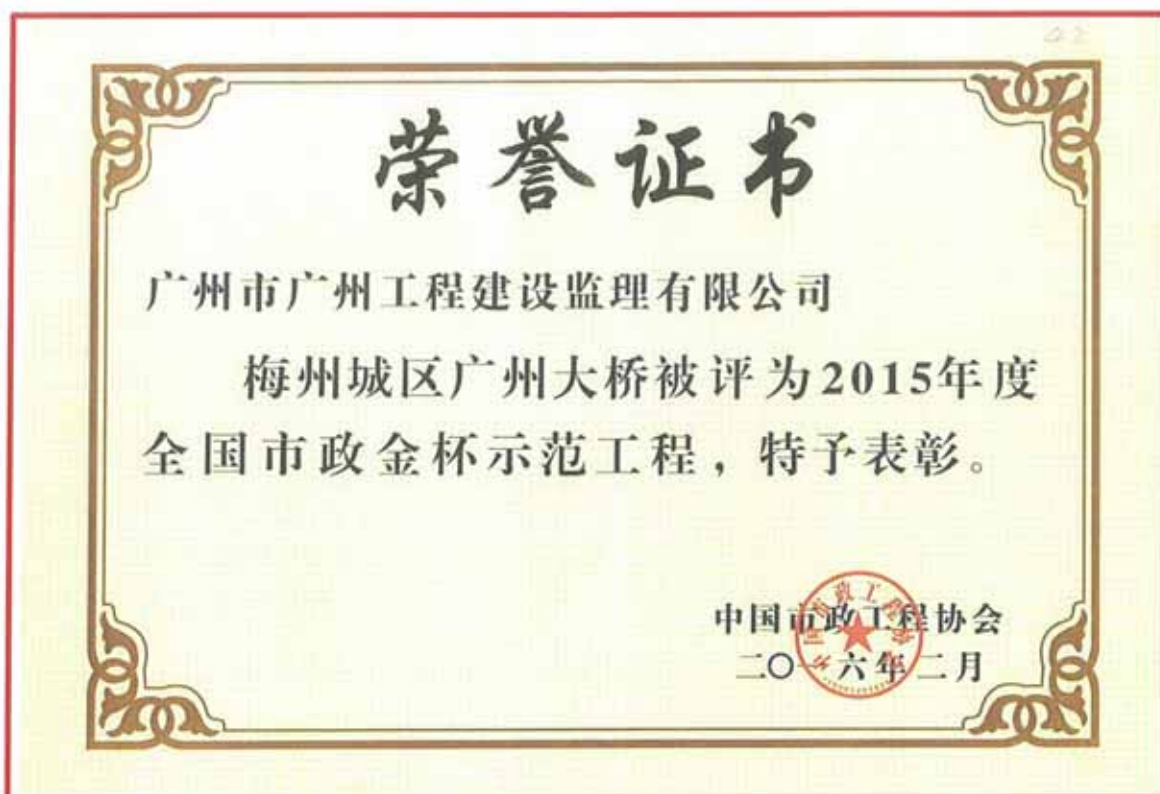 荣誉证书
广州市广州工程建设监理有限公司
梅州城区广州大桥被评为2015年度
全国市政金杯示范工程，特予表彰。
中国市政工程协会
二〇一六年二月